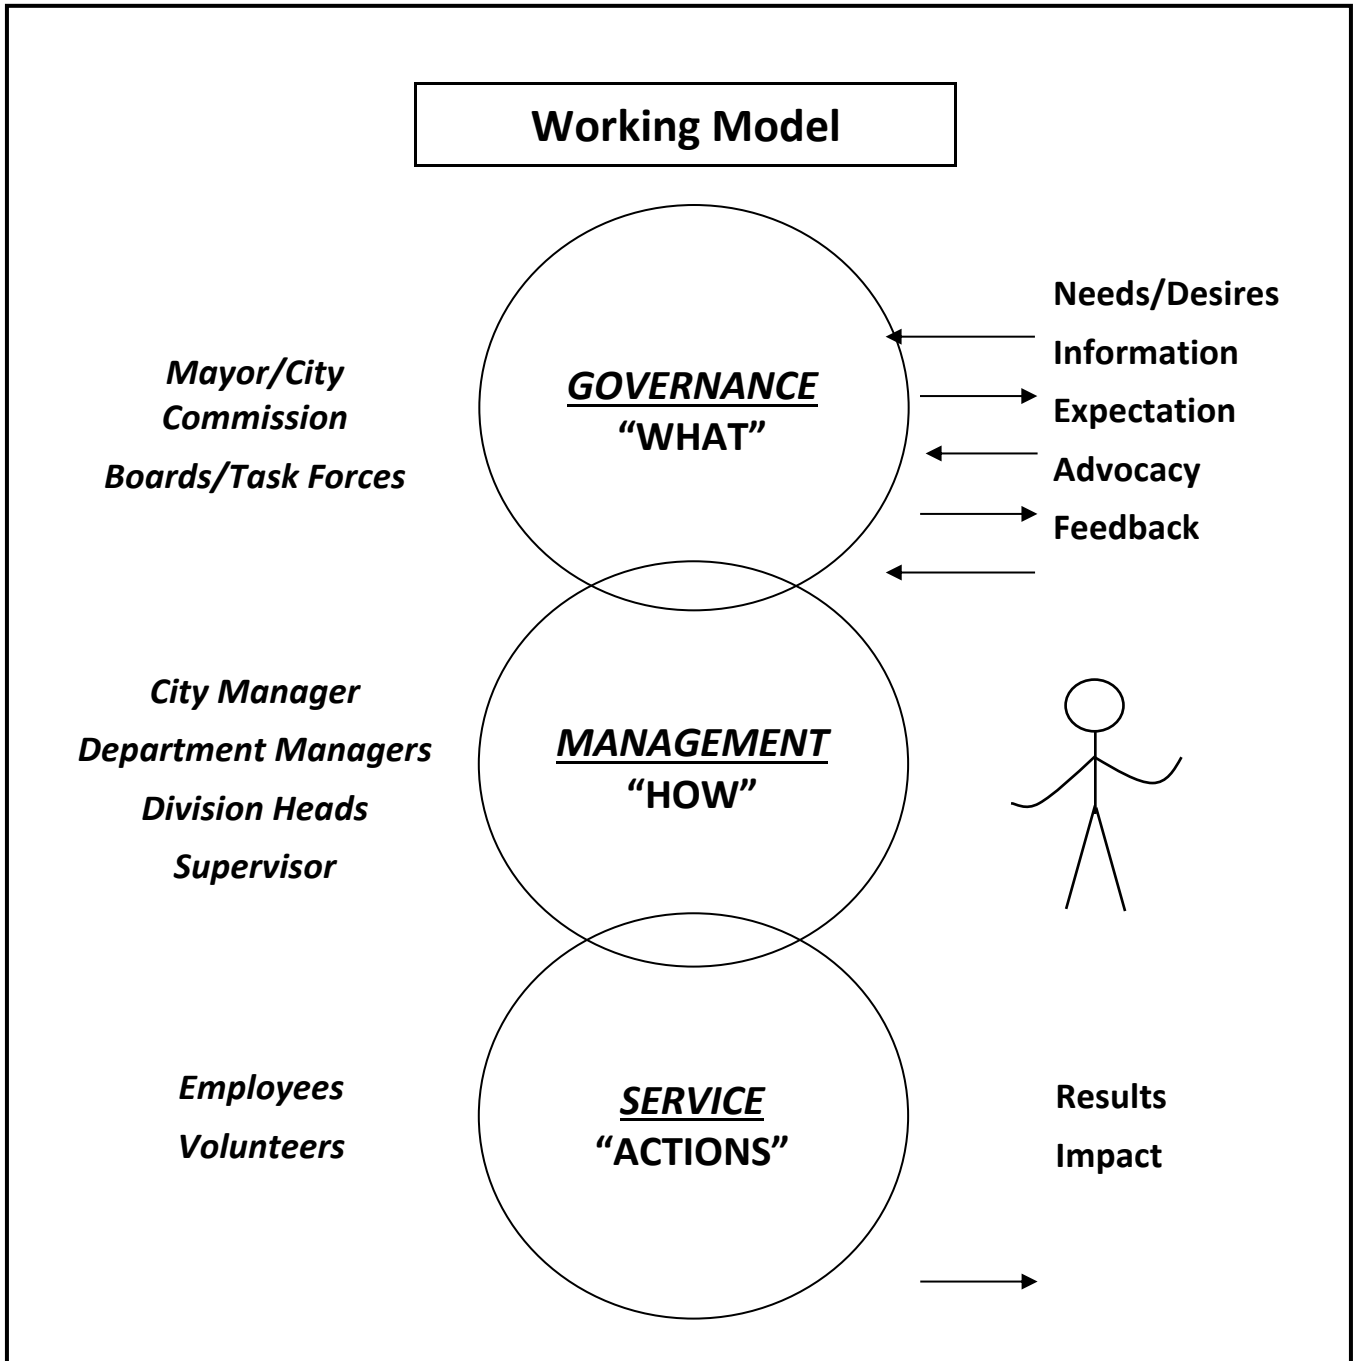 Working Model
Mayor/City
Commission
Boards/Task Forces
GOVERNANCE
“WHAT”
Needs/Desires
Information
Expectation
Advocacy
Feedback
City Manager
Department Managers
Division Heads
Supervisor
MANAGEMENT
“HOW”
Employees
Volunteers
SERVICE
“ACTIONS”
Results
Impact